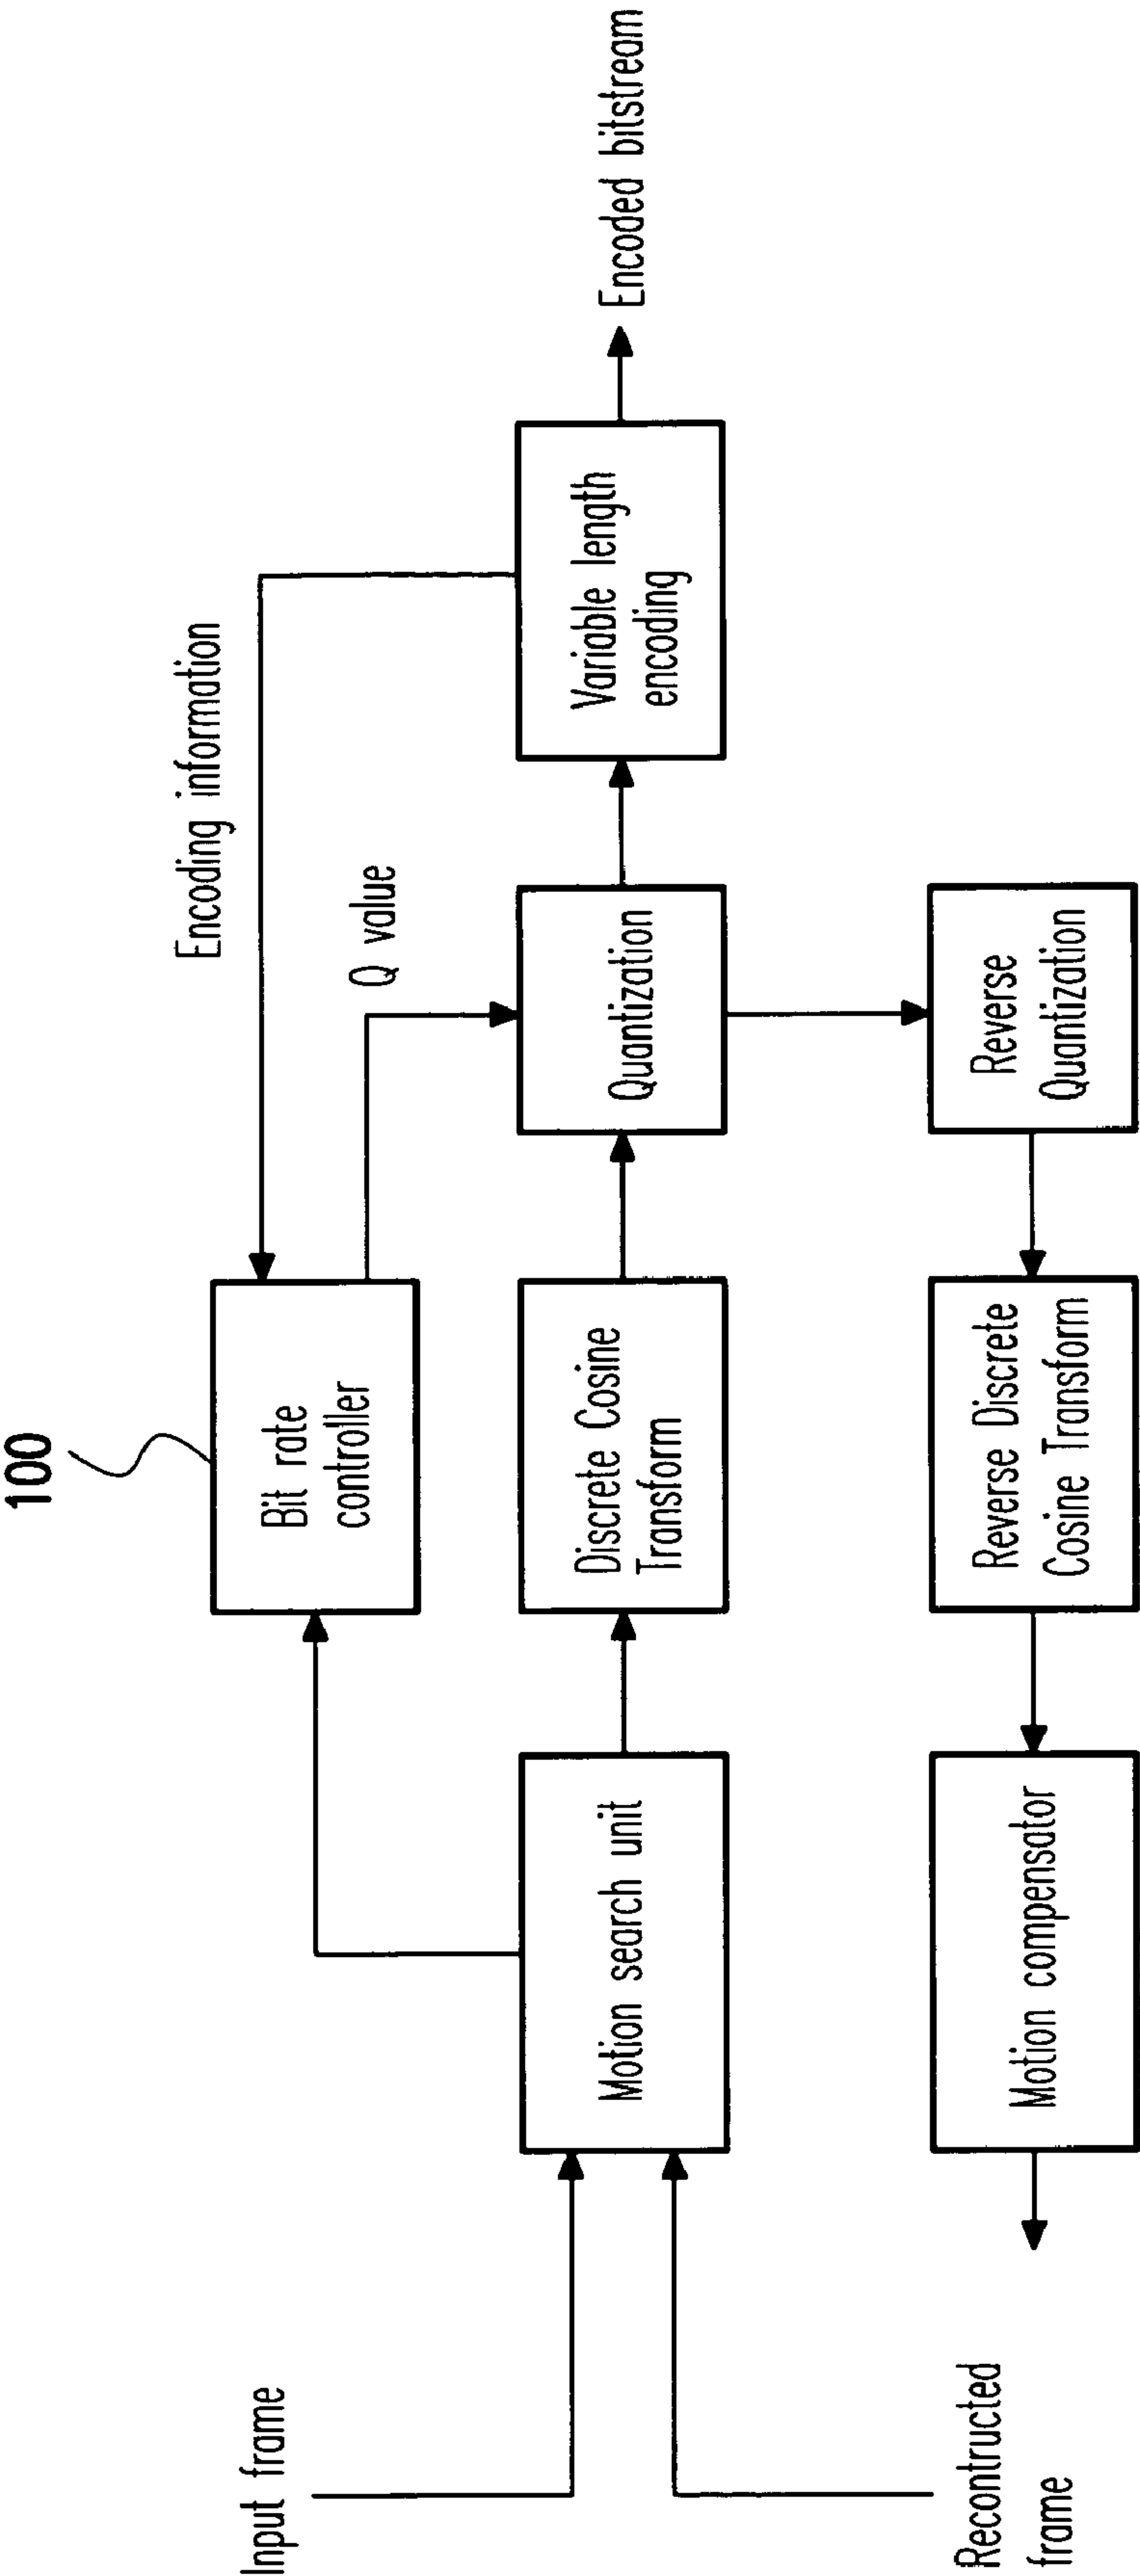 100
Encoding information
Bit rate
controller
Q value
Input frame
Motion search unit
Discrete Cosine
Transform
Quantization
Variable length
encoding
Encoded bitstream
Recontructed
frame
Motion compensator
Reverse Discrete
Cosine Transform
Reverse
Quantization